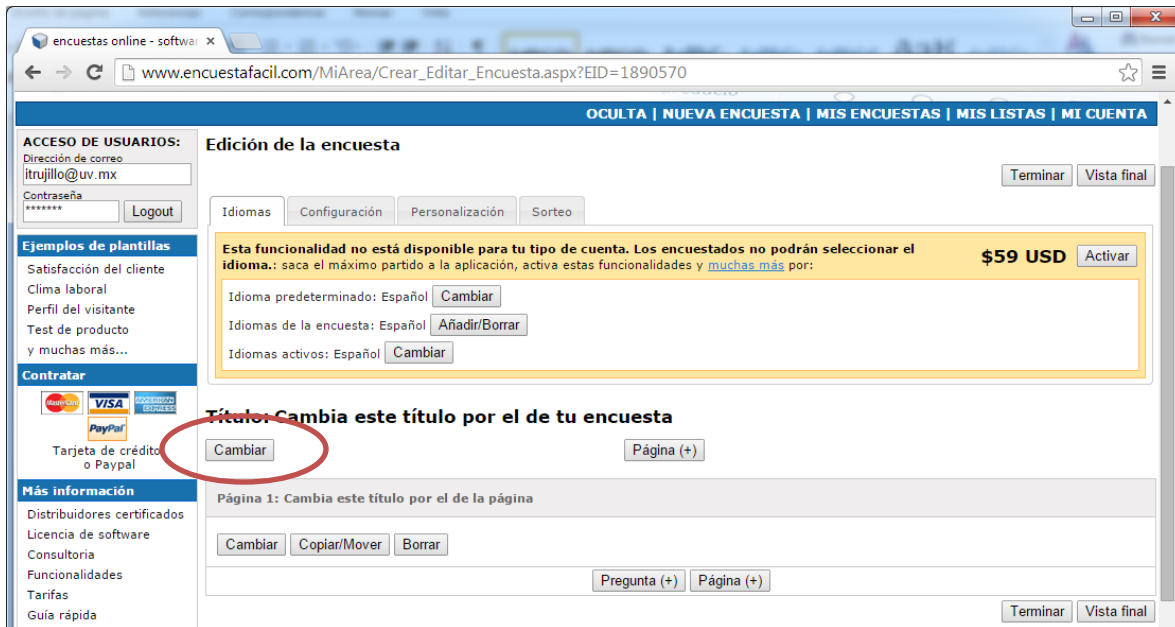 encuestas online - softwar
www.encuestafacil.com/MiArea/Crear_Editar_Encuesta.aspx?EID=1890570
OCULTA | NUEVA ENCUESTA | MIS ENCUESTAS | MIS LISTAS | MI CUENTA
ACCESO DE USUARIOS:
Dirección de correo
itrujillo@uv.mx
Contraseña
*******
Logout
Ejemplos de plantillas
Satisfacción del cliente
Clima laboral
Perfil del visitante
Test de producto
y muchas más...
Contratar
MasterCard VISA AMERICAN EXPRESS
PayPal
Tarjeta de crédito
o Paypal
Más información
Distribuidores certificados
Licencia de software
Consultoria
Funcionalidades
Tarifas
Guía rápida
Edición de la encuesta
Terminar Vista final
Idiomas Configuración Personalización Sorteo
Esta funcionalidad no está disponible para tu tipo de cuenta. Los encuestados no podrán seleccionar el
idioma.: saca el máximo partido a la aplicación, activa estas funcionalidades y muchas más por:
$59 USD Activar
Idioma predeterminado: Español Cambiar
Idiomas de la encuesta: Español Añadir/Borrar
Idiomas activos: Español Cambiar
Título: Cambia este título por el de tu encuesta
Cambiar Página (+)
Página 1: Cambia este título por el de la página
Cambiar Copiar/Mover Borrar
Pregunta (+) Página (+)
Terminar Vista final